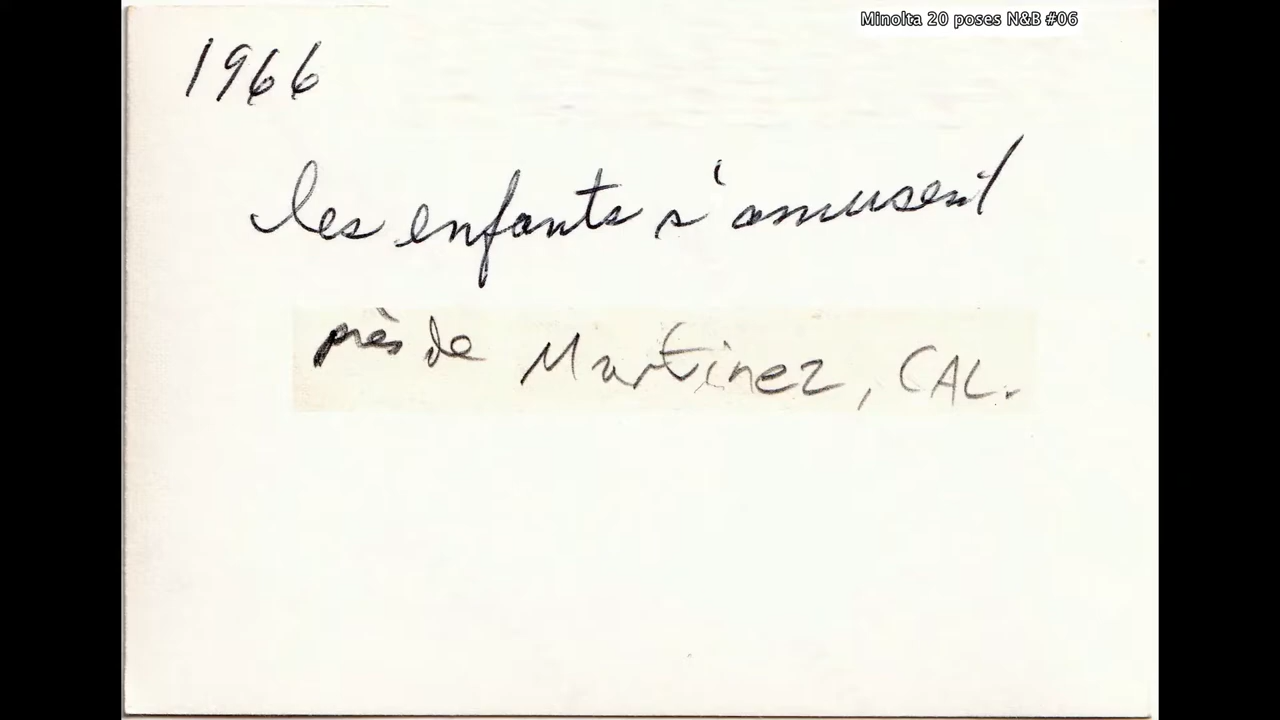 Minolta 20 poses N&B #06
1966
les enfants s'amusent
près de Martinez, CAL.